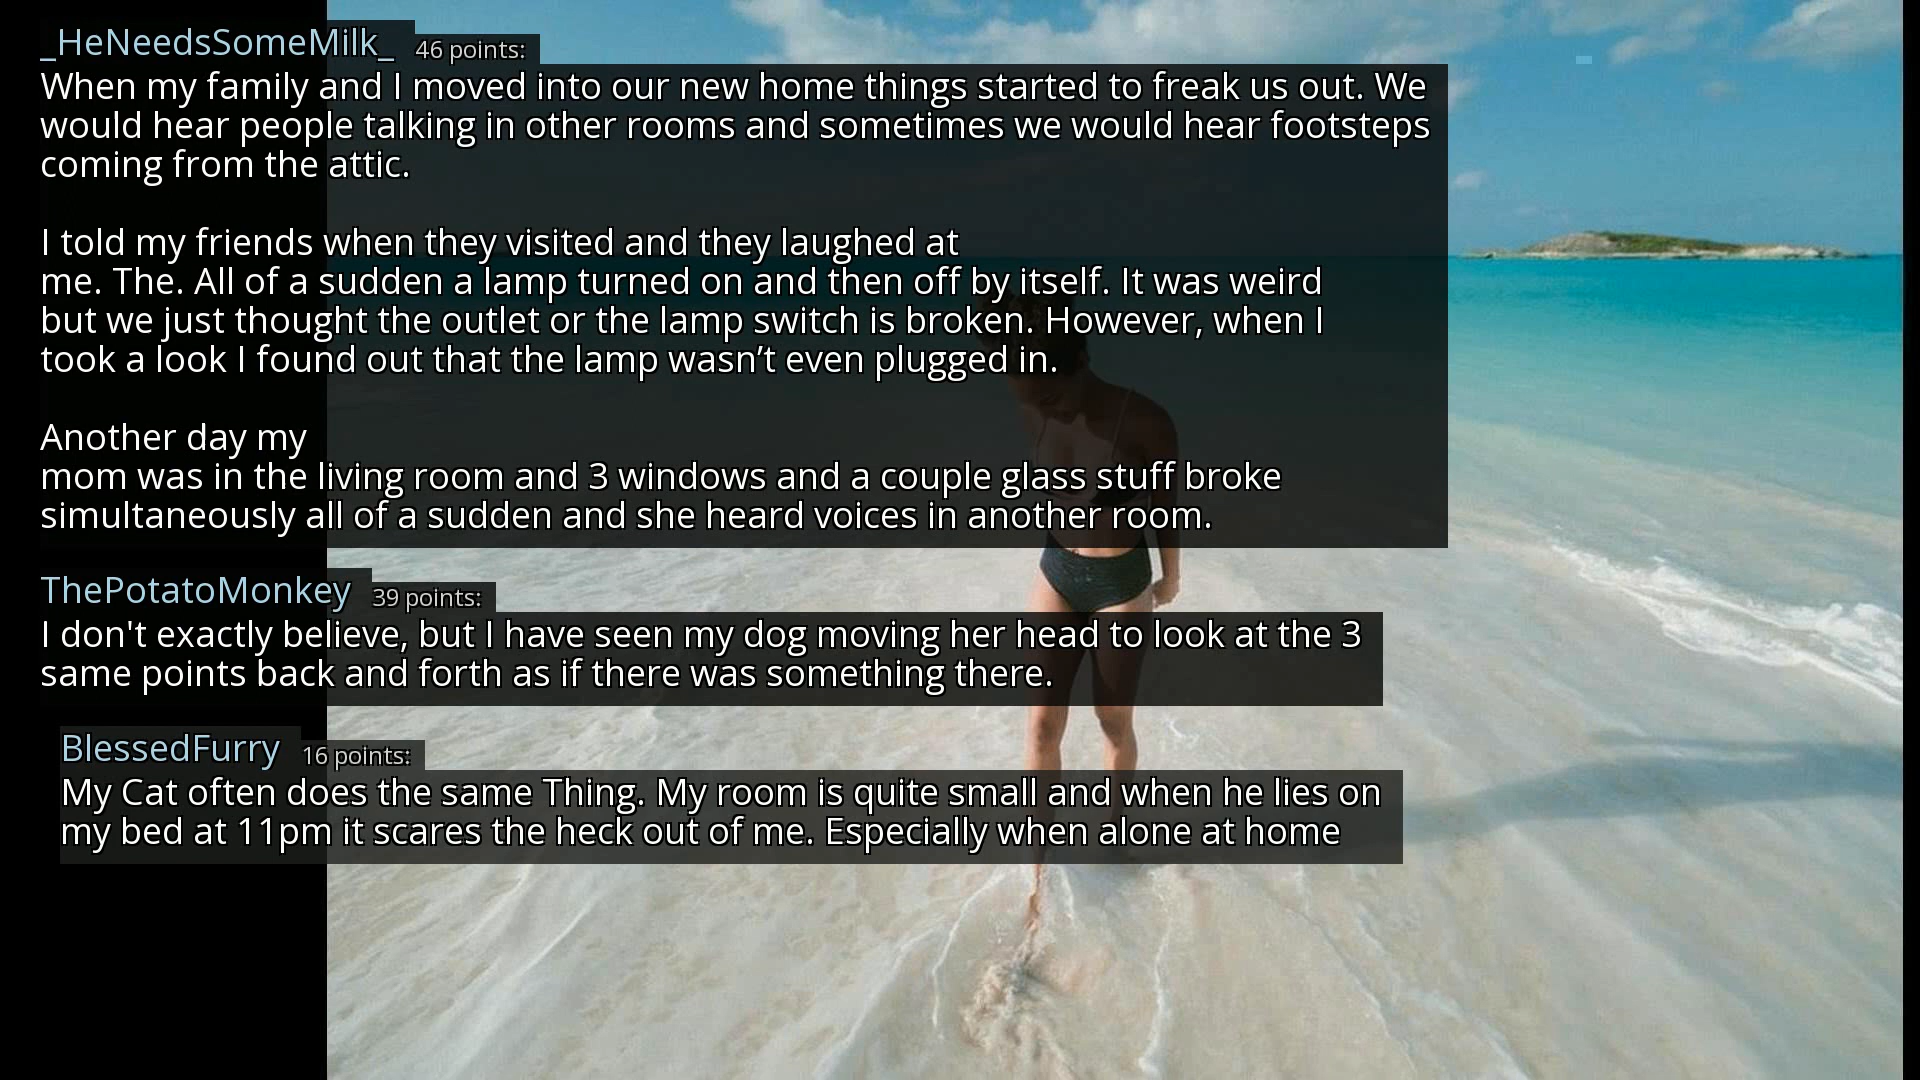 _HeNeedsSomeMilk_ 46 points:
When my family and I moved into our new home things started to freak us out. We
would hear people talking in other rooms and sometimes we would hear footsteps
coming from the attic.
I told my friends when they visited and they laughed at
me. The. All of a sudden a lamp turned on and then off by itself. It was weird
but we just thought the outlet or the lamp switch is broken. However, when I
took a look I found out that the lamp wasn’t even plugged in.
Another day my
mom was in the living room and 3 windows and a couple glass stuff broke
simultaneously all of a sudden and she heard voices in another room.
ThePotatoMonkey 39 points:
I don't exactly believe, but I have seen my dog moving her head to look at the 3
same points back and forth as if there was something there.
BlessedFurry 16 points:
My Cat often does the same Thing. My room is quite small and when he lies on
my bed at 11pm it scares the heck out of me. Especially when alone at home